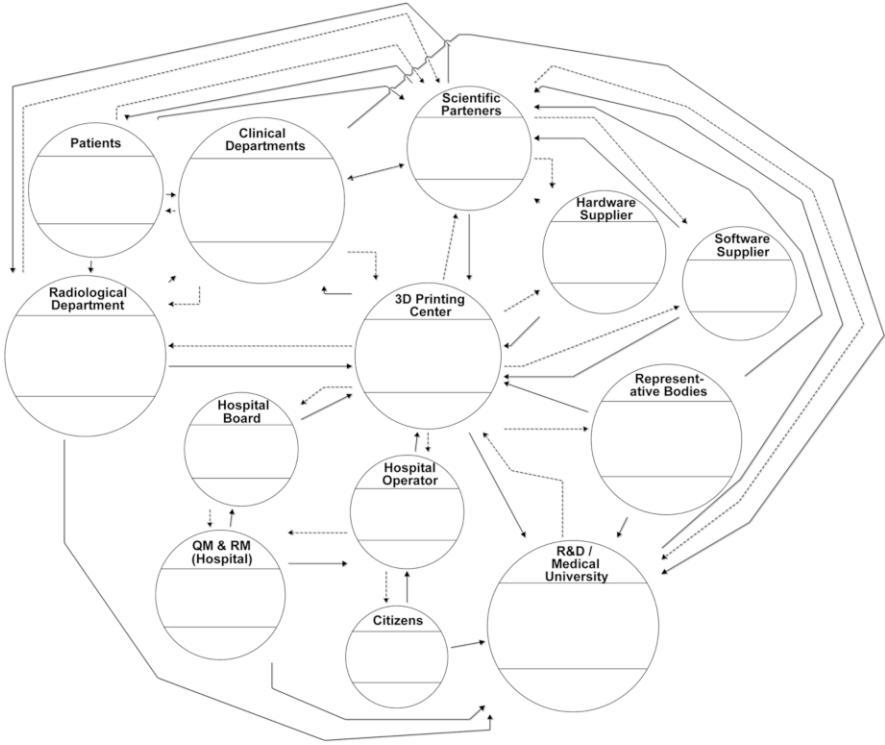 Scientific
Parteners
Patients
Clinical
Departments
Hardware
Supplier
Software
Supplier
Radiological
Department
3D Printing
Center
Represent-
ative Bodies
Hospital
Board
Hospital
Operator
QM & RM
(Hospital)
R&D /
Medical
University
Citizens